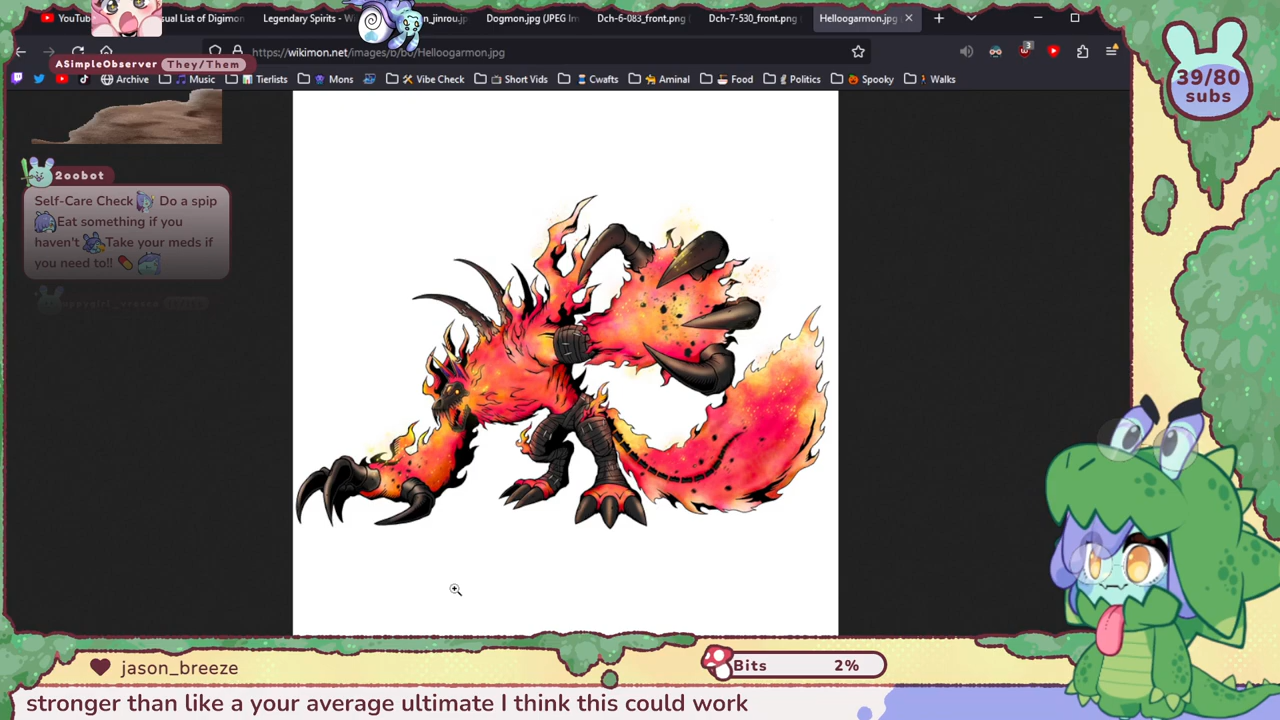 YouTube
sual List of Digimon
Legendary Spirits - W
n_jinrou.jp
Dogmon.jpg (JPEG Im
Dch-6-083_front.png
Dch-7-530_front.png
Helloogarmon.jpg
https://wikimon.net/images/b/b0/Helloogarmon.jpg
3
ASimpleObserver They/Them
Archive
Music
Tierlists
Mons
Vibe Check
Short Vids
Cwafts
Aminal
Food
Politics
Spooky
Walks
39/80
subs
2oobot
Self-Care Check Do a spip
Eat something if you
haven't Take your meds if
you need to!!
jason_breeze
Bits 2%
stronger than like a your average ultimate I think this could work